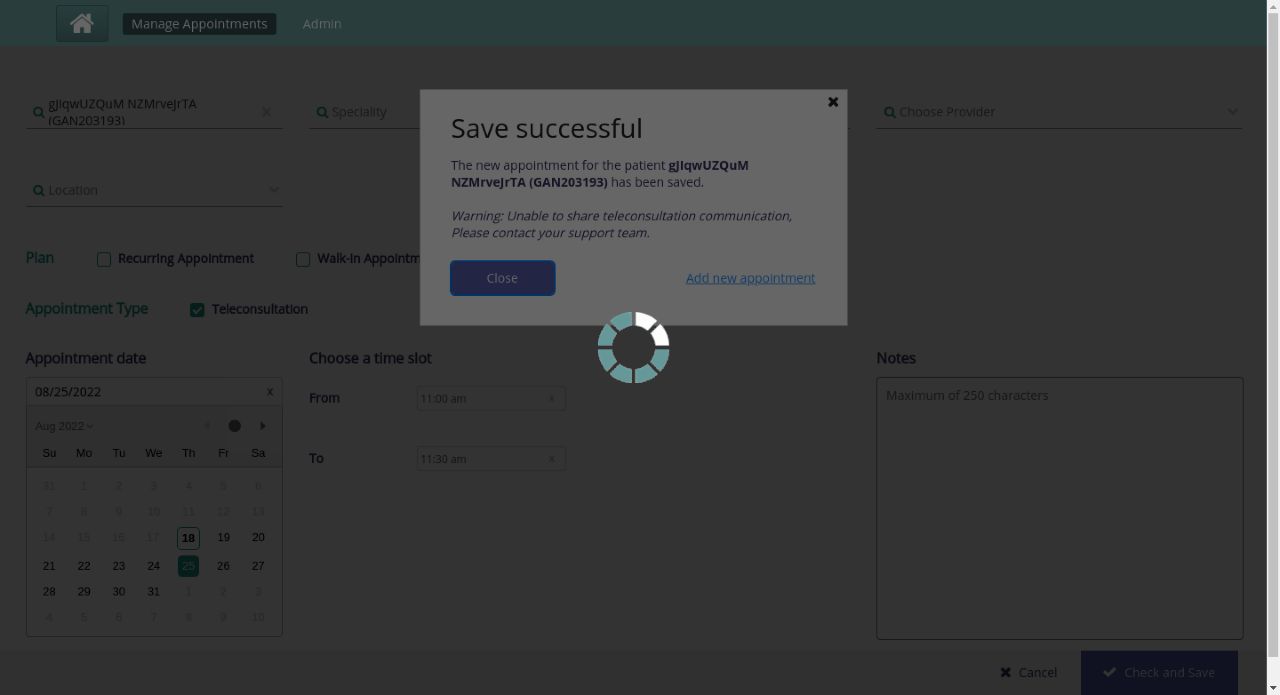 Manage Appointments
Admin
gJIqwUZQuM NZMrveJrTA
(GAN203193)
Speciality
Choose Provider
Location
Plan
Recurring Appointment
Walk-In Appointm
Appointment Type
Teleconsultation
Save successful
The new appointment for the patient gJIqwUZQuM
NZMrveJrTA (GAN203193) has been saved.
Warning: Unable to share teleconsultation communication,
Please contact your support team.
Close
Add new appointment
Appointment date
08/25/2022
x
Aug 2022
Su Mo Tu We Th Fr Sa
31 1 2 3 4 5 6
7 8 9 10 11 12 13
14 15 16 17 18 19 20
21 22 23 24 25 26 27
28 29 30 31 1 2 3
4 5 6 7 8 9 10
Choose a time slot
From
11:00 am
x
To
11:30 am
x
Notes
Maximum of 250 characters
Cancel
Check and Save